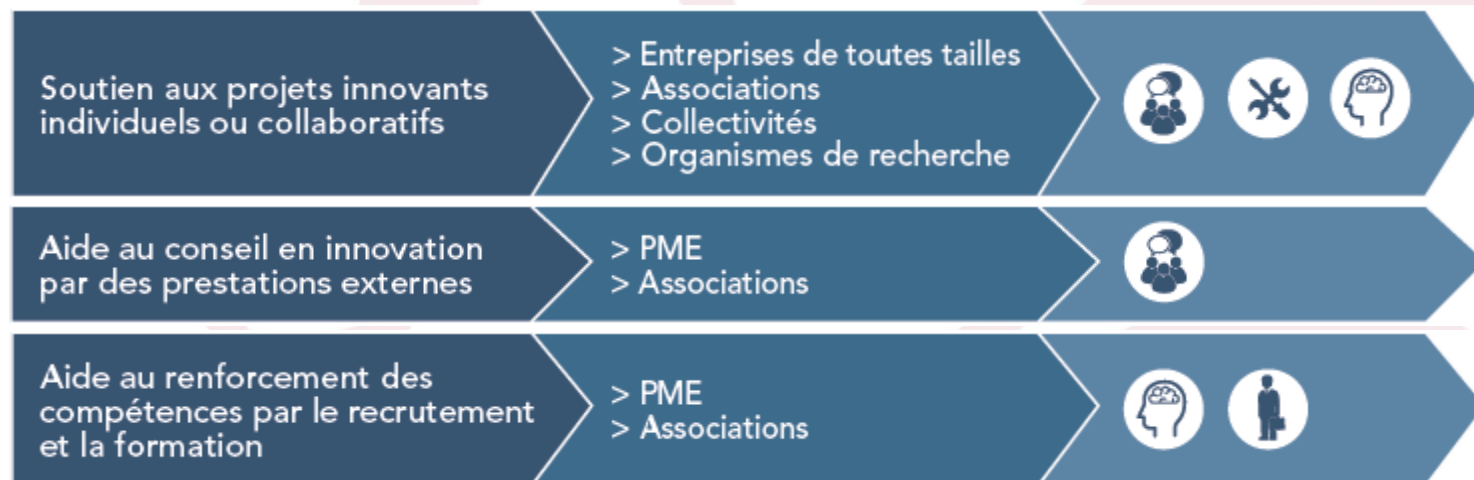 Soutien aux projets innovants
individuels ou collaboratifs
> Entreprises de toutes tailles
> Associations
> Collectivités
> Organismes de recherche
Aide au conseil en innovation
par des prestations externes
> PME
> Associations
Aide au renforcement des
compétences par le recrutement
et la formation
> PME
> Associations